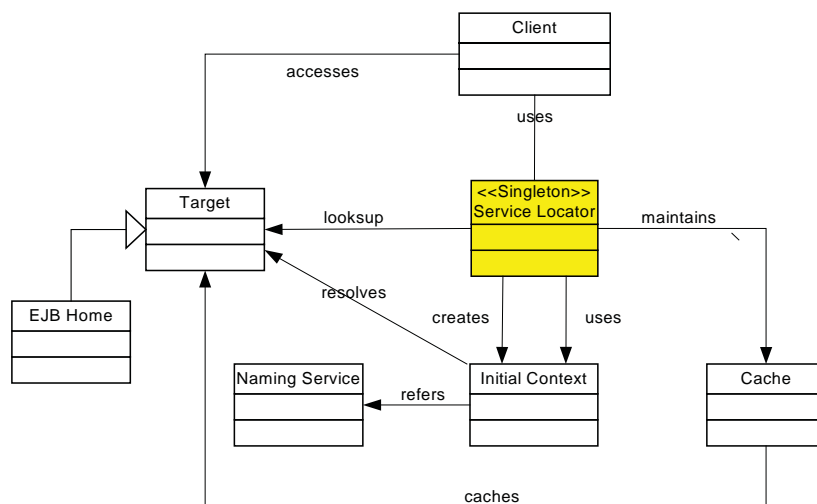 Client
accesses
uses
<<Singleton>>
Service Locator
Target
looksup
maintains
resolves
EJB Home
creates
uses
Naming Service
Initial Context
Cache
refers
caches